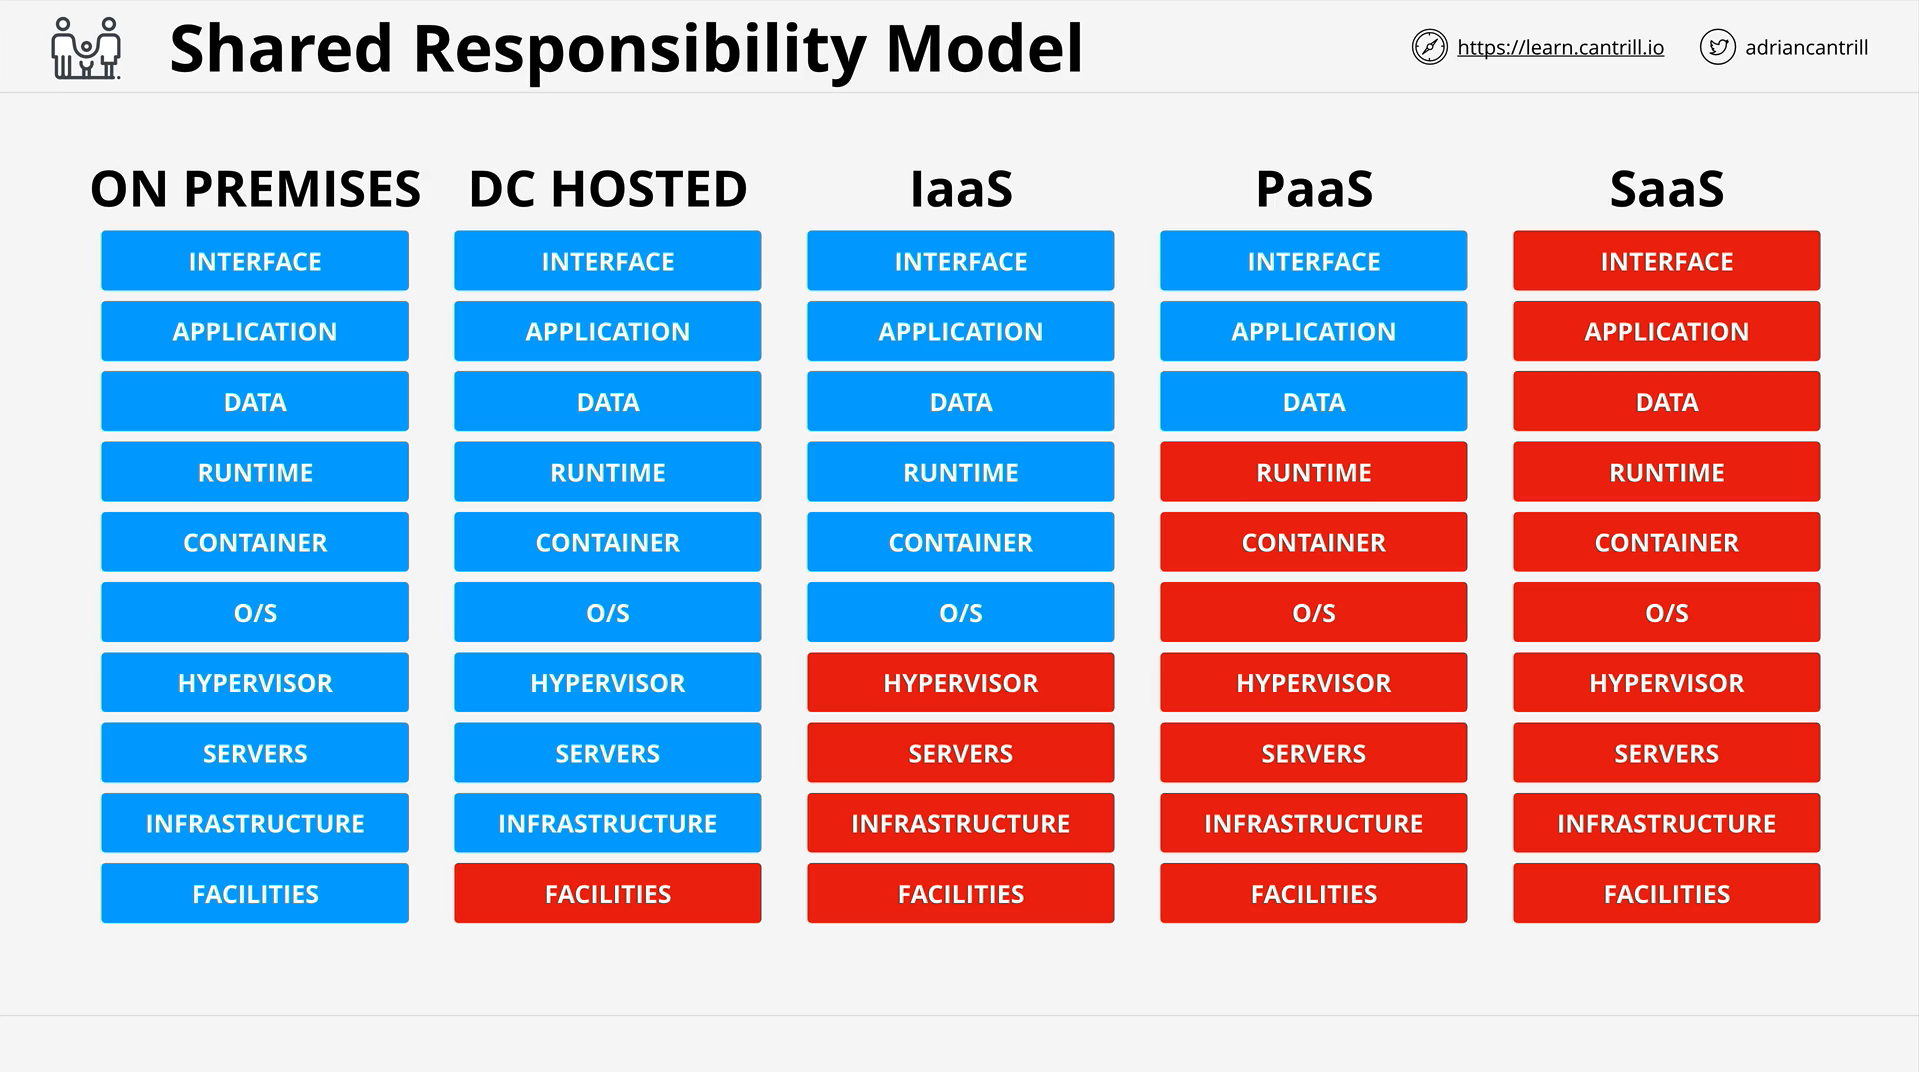 Shared Responsibility Model
https://learn.cantrill.io
adriancantrill
ON PREMISES DC HOSTED IaaS PaaS SaaS
INTERFACE INTERFACE INTERFACE INTERFACE INTERFACE
APPLICATION APPLICATION APPLICATION APPLICATION APPLICATION
DATA DATA DATA DATA DATA
RUNTIME RUNTIME RUNTIME RUNTIME RUNTIME
CONTAINER CONTAINER CONTAINER CONTAINER CONTAINER
O/S O/S O/S O/S O/S
HYPERVISOR HYPERVISOR HYPERVISOR HYPERVISOR HYPERVISOR
SERVERS SERVERS SERVERS SERVERS SERVERS
INFRASTRUCTURE INFRASTRUCTURE INFRASTRUCTURE INFRASTRUCTURE INFRASTRUCTURE
FACILITIES FACILITIES FACILITIES FACILITIES FACILITIES